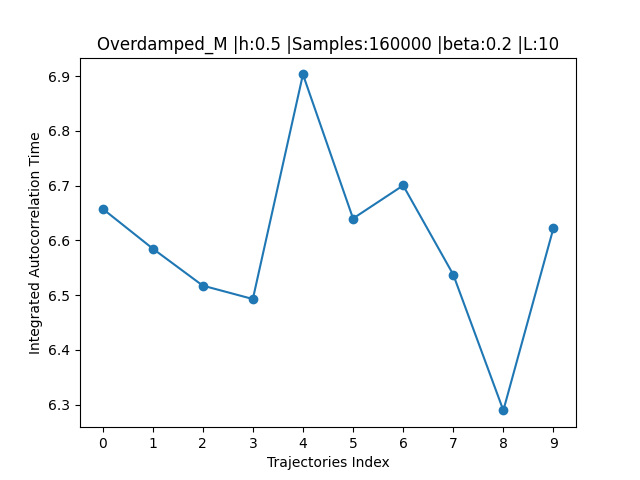 Overdamped_M |h:0.5 |Samples:160000 |beta:0.2 |L:10
Integrated Autocorrelation Time
6.9
6.8
6.7
6.6
6.5
6.4
6.3
0 1 2 3 4 5 6 7 8 9
Trajectories Index